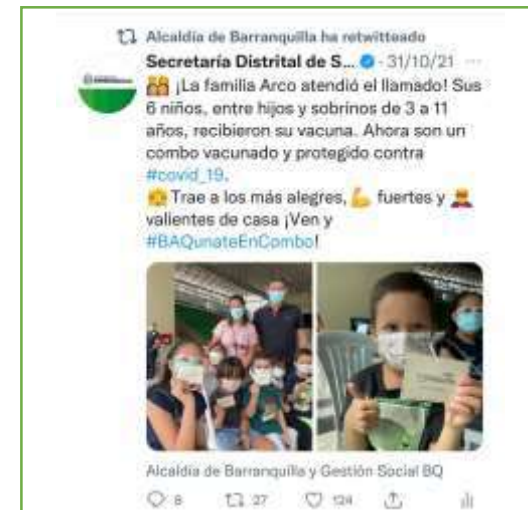 Alcaldía de Barranquilla ha retwitteado
Secretaría Distrital de S... · 31/10/21 ...
¡La familia Arco atendió el llamado! Sus
6 niños, entre hijos y sobrinos de 3 a 11
años, recibieron su vacuna. Ahora son un
combo vacunado y protegido contra
#covid_19.
Trae a los más alegres, fuertes y
valientes de casa ¡Ven y
#BAQunateEnCombo!
Alcaldía de Barranquilla y Gestión Social BQ
8 27 124